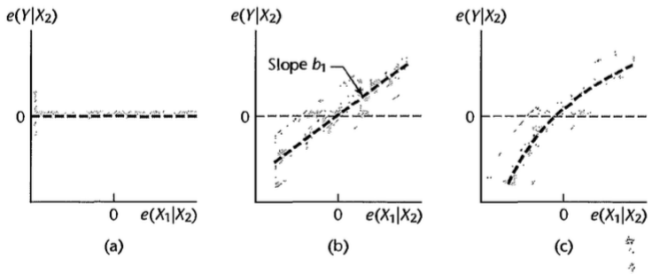 e(Y|X₂) e(Y|X₂) e(Y|X₂)
Slope b₁
0 0 0
0 e(X₁|X₂) 0 e(X₁|X₂) 0 e(X₁|X₂)
(a) (b) (c)